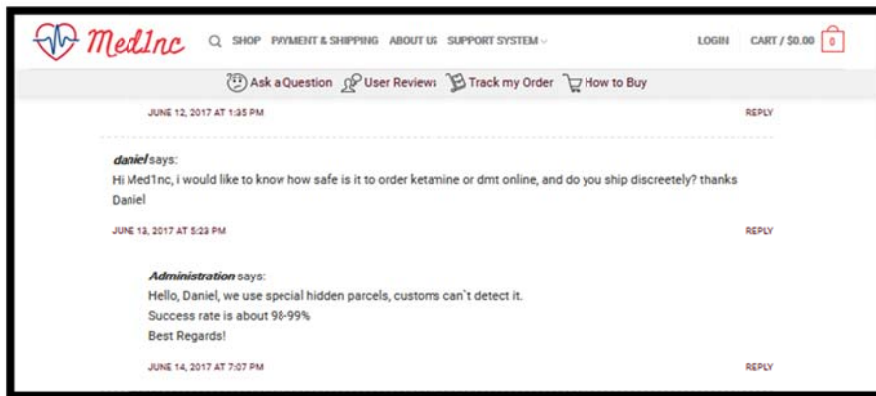 Med1nc SHOP PAYMENT & SHIPPING ABOUT US SUPPORT SYSTEM LOGIN CART / $0.00 0
Ask a Question User Reviews Track my Order How to Buy
JUNE 12, 2017 AT 1:35 PM REPLY
daniel says:
Hi Med1nc, i would like to know how safe is it to order ketamine or dmt online, and do you ship discreetely? thanks
Daniel
JUNE 13, 2017 AT 5:23 PM REPLY
Administration says:
Hello, Daniel, we use special hidden parcels, customs can`t detect it.
Success rate is about 98-99%
Best Regards!
JUNE 14, 2017 AT 7:07 PM REPLY